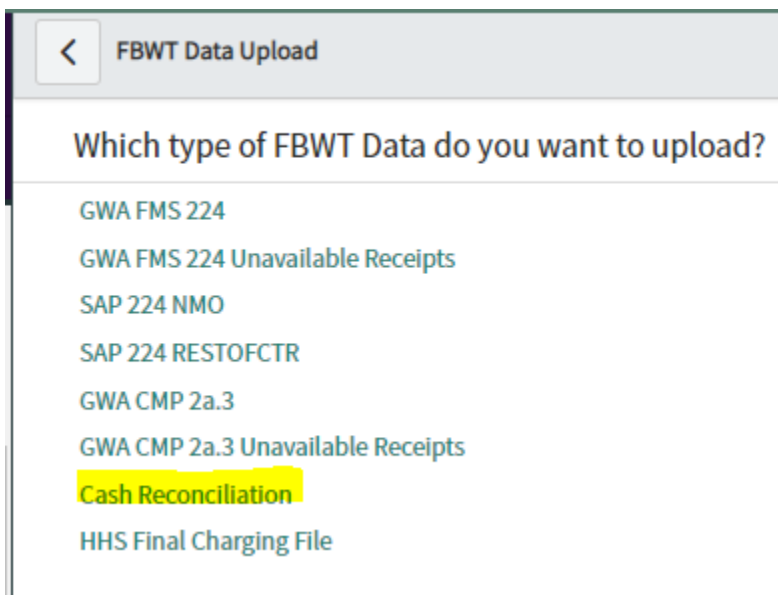 FBWT Data Upload
Which type of FBWT Data do you want to upload?
GWA FMS 224
GWA FMS 224 Unavailable Receipts
SAP 224 NMO
SAP 224 RESTOFCTR
GWA CMP 2a.3
GWA CMP 2a.3 Unavailable Receipts
Cash Reconciliation
HHS Final Charging File